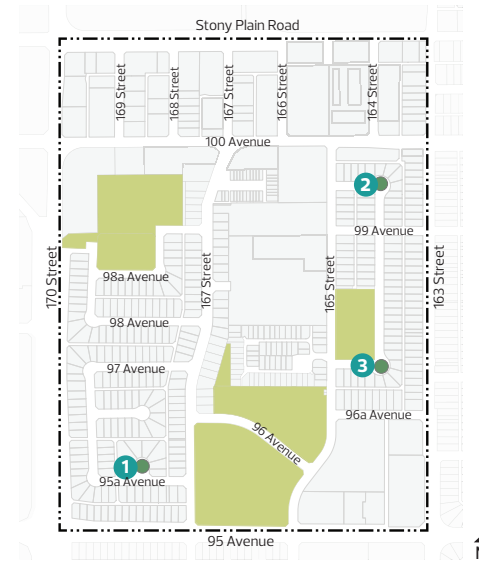 Stony Plain Road
169 Street
168 Street
167 Street
166 Street
164 Street
100 Avenue
2
99 Avenue
170 Street
98a Avenue
167 Street
165 Street
163 Street
98 Avenue
97 Avenue
3
96a Avenue
96 Avenue
1
95a Avenue
95 Avenue